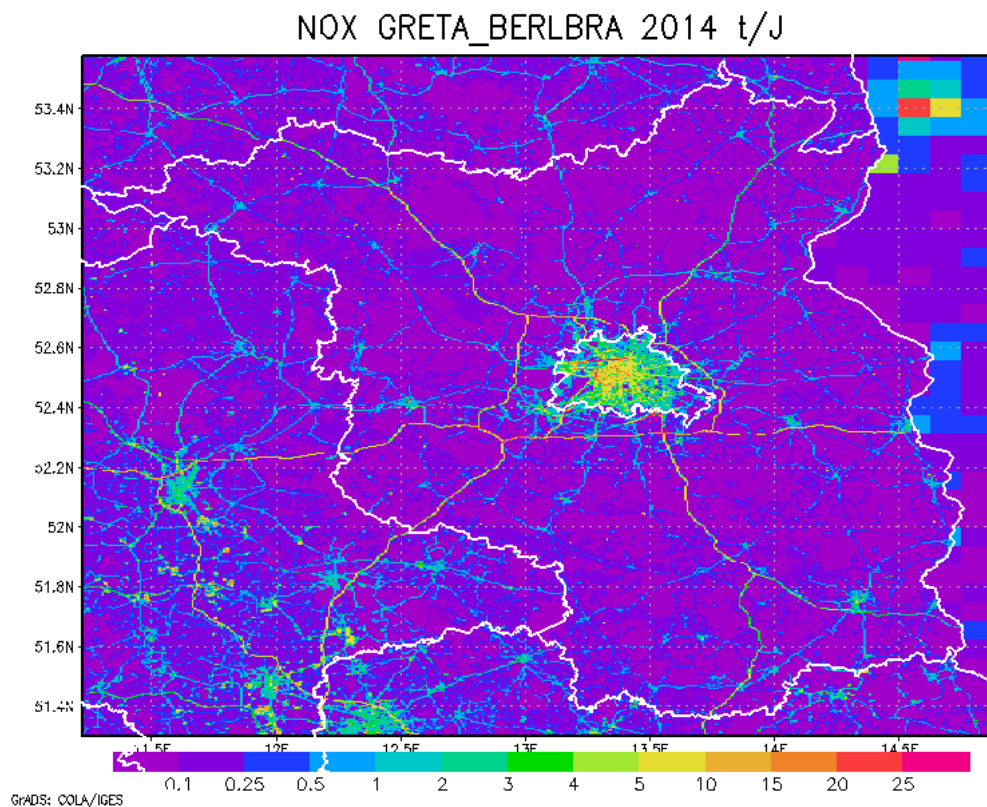 NOX GRETA_BERLBRA 2014 t/J
53.4N
53.2N
53N
52.8N
52.6N
52.4N
52.2N
52N
51.8N
51.6N
51.4N
11.5E 12E 12.5E 13E 13.5E 14E 14.5E
0.1 0.25 0.5 1 2 3 4 5 10 15 20 25
GrADS: COLA/IGES